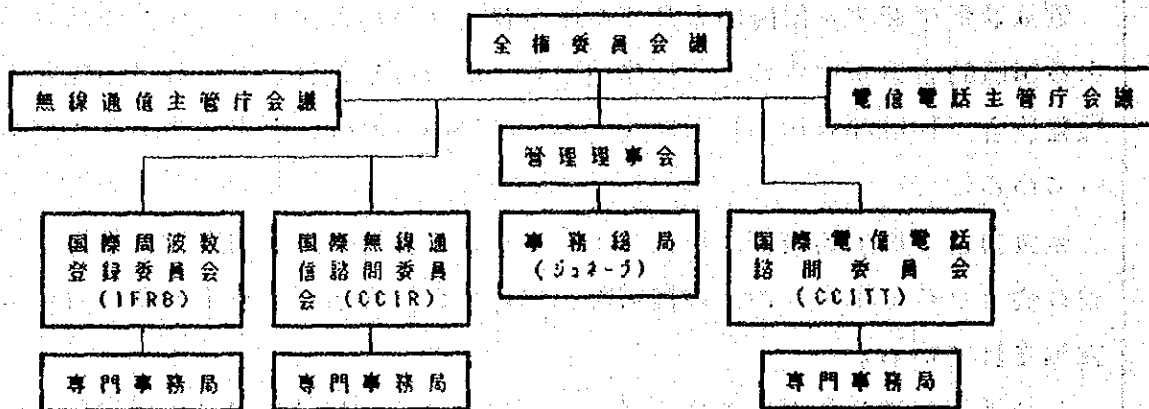 全権委員会議
無線通信主管庁会議
電信電話主管庁会議
管理理事会
国際周波数
登録委員会
(IFRB)
国際無線通
信諮問委員
会(CCIR)
事務総局
(ジュネーブ)
国際電信電話
諮問委員会
(CCITT)
専門事務局
専門事務局
専門事務局